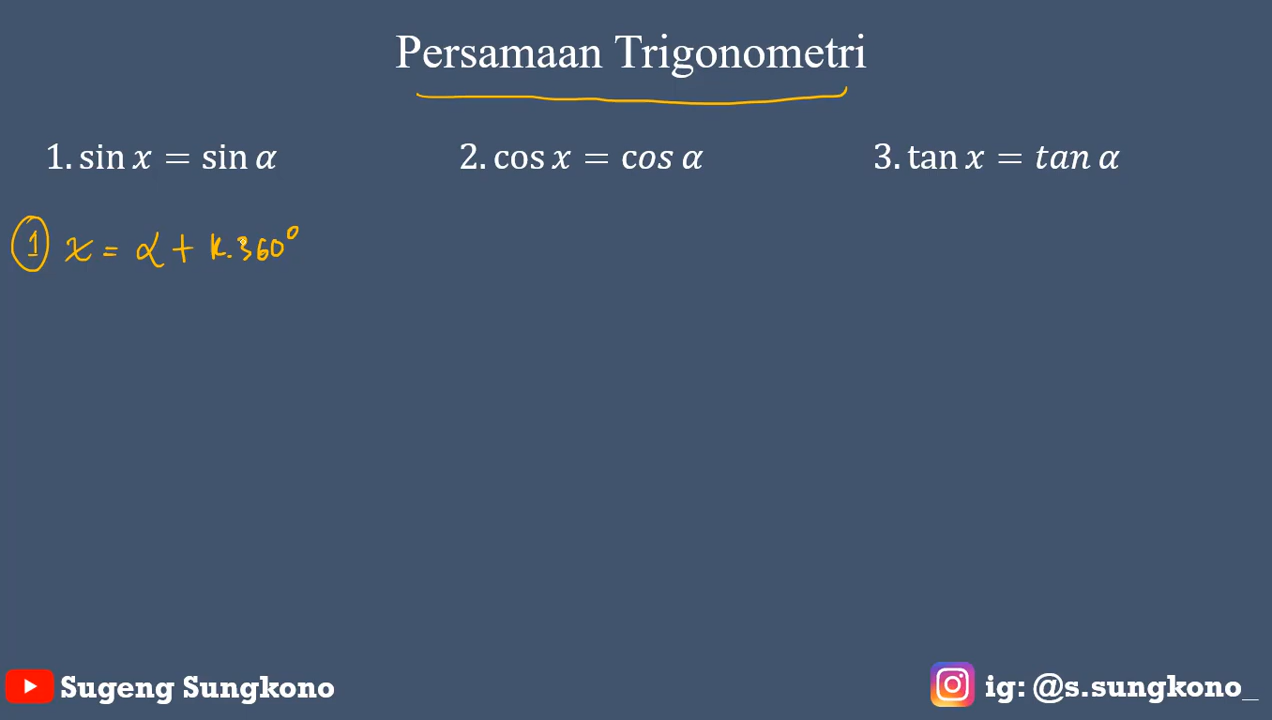 Persamaan Trigonometri
1. sin x = sin α
2. cos x = cos α
3. tan x = tan α
① x = α + k.360°
Sugeng Sungkono
ig: @s.sungkono_